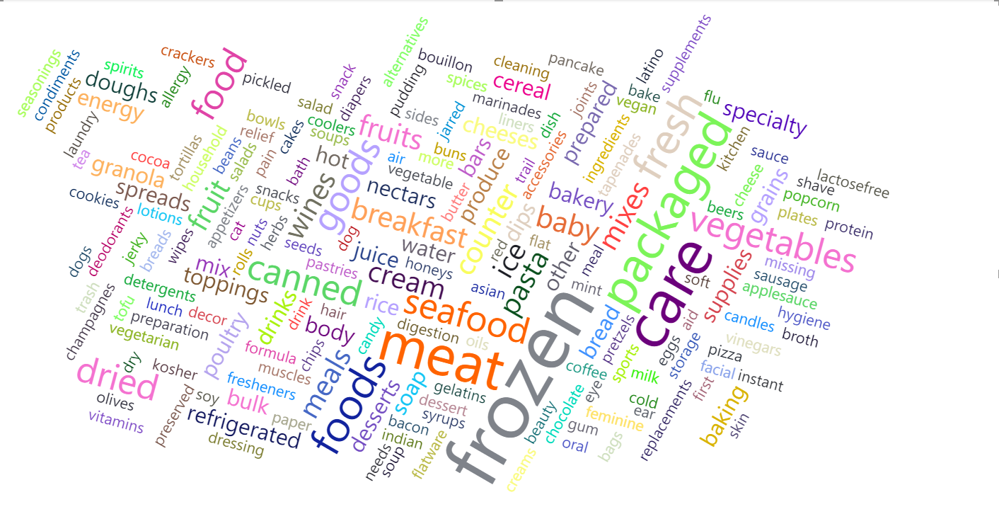 seasonings
condiments
products
spirits
doughs
energy
crackers
allergy
food
pickled
laundry
tea
cocoa
granola
tortillas
household
spreads
cookies
lotions
deodorants
dogs
jerky
breads
wipes
fruit
beans
relief
bowls
salads
pain
cakes
salad
coolers
soups
snack
diapers
alternatives
bouillon
pudding
sides
spices
cleaning
pancake
cereal
marinades
jarred
liners
cheeses
dish
joints
prepared
bake
latino
supplements
vegan
flu
specialty
fresh
ingredients
tapenades
accessories
trail
fruits
air
more
buns
bars
vegetable
hot
bath
goods
wines
snacks
cups
appetizers
cat
nuts
herbs
rolls
nectars
butter
produce
breakfast
counter
dips
bakery
baby
mixes
packaged
kitchen
sauce
cheese
grains
shave
lactosefree
popcorn
beers
plates
protein
vegetables
care
supplies
missing
soft
sausage
applesauce
candles
hygiene
broth
vinegars
aid
eggs
storage
pizza
facial
instant
first
replacements
baking
skin
seeds
dog
juice
water
honeys
pastries
cream
canned
mix
toppings
red
flat
ice
pasta
other
meal
mint
asian
rice
seafood
trash
champagnes
tofu
detergents
lunch
decor
preparation
vegetarian
dry
poultry
drinks
drink
hair
body
candy
digestion
oils
meat
frozen
bread
pretzels
sports
milk
coffee
eye
cold
ear
feminine
chocolate
beauty
gum
oral
bags
creams
formula
chips
muscles
meals
foods
fresheners
kosher
soy
bulk
dried
olives
vitamins
preserved
refrigerated
dressing
paper
desserts
soap
gelatins
dessert
syrups
bacon
indian
needs
soup
flatware